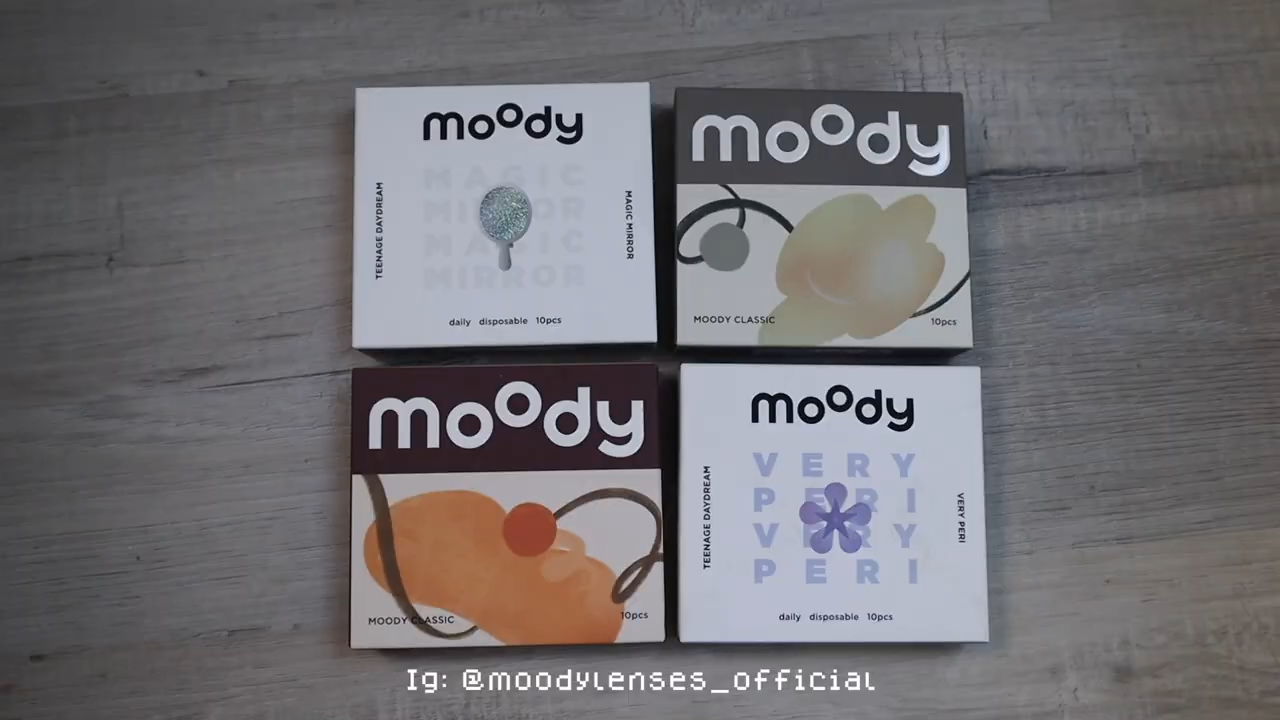 moody
MAGIC
MIRROR
MAGIC
MIRROR
TEENAGE DAYDREAM
MAGIC MIRROR
daily disposable 10pcs
moody
MOODY CLASSIC
10pcs
moody
MOODY CLASSIC
10pcs
moody
VERY
PERI
VERY
PERI
TEENAGE DAYDREAM
VERY PERI
daily disposable 10pcs
Ig: @moodylenses_official